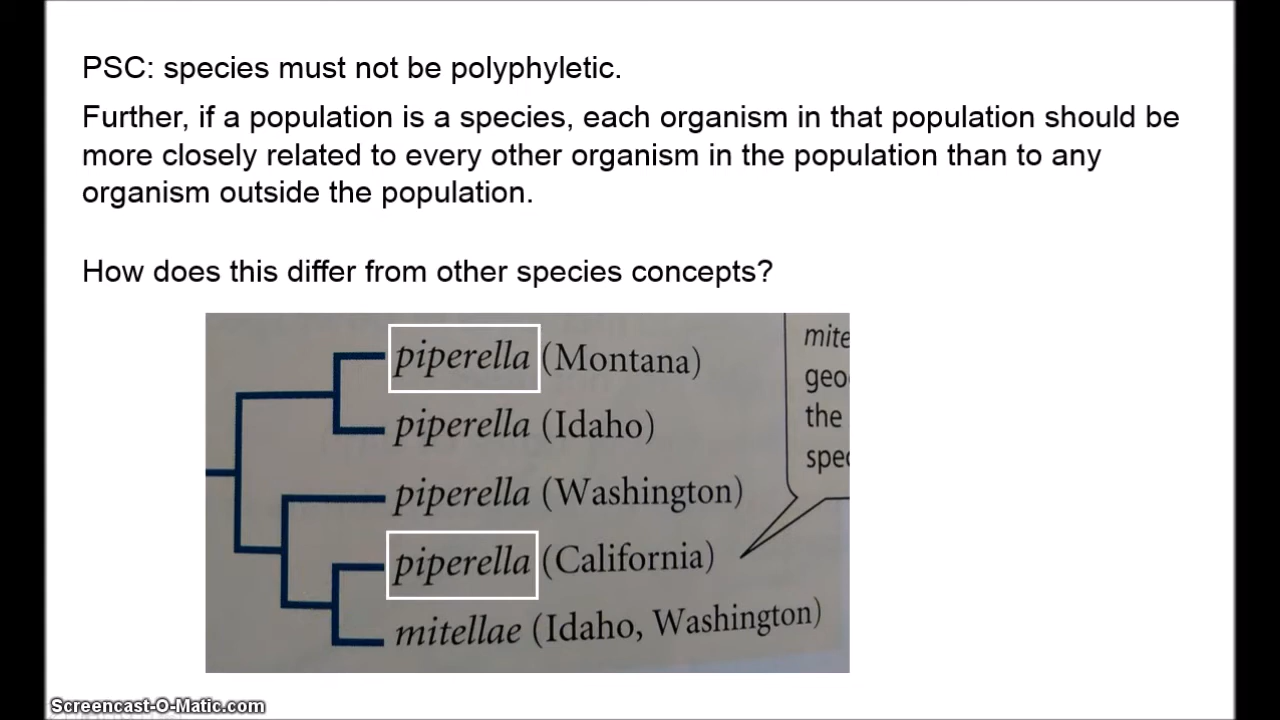 PSC: species must not be polyphyletic.
Further, if a population is a species, each organism in that population should be
more closely related to every other organism in the population than to any
organism outside the population.
How does this differ from other species concepts?
piperella (Montana)
piperella (Idaho)
piperella (Washington)
piperella (California)
mitellae (Idaho, Washington)
mite
geo
the
spec
Screencast-O-Matic.com